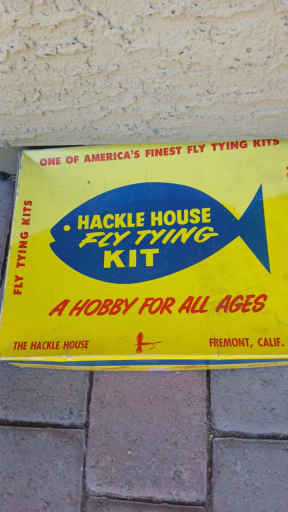 ONE OF AMERICA'S FINEST FLY TYING KITS
FLY TYING KITS
HACKLE HOUSE
FLY TYING
KIT
A HOBBY FOR ALL AGES
THE HACKLE HOUSE
FREMONT, CALIF.